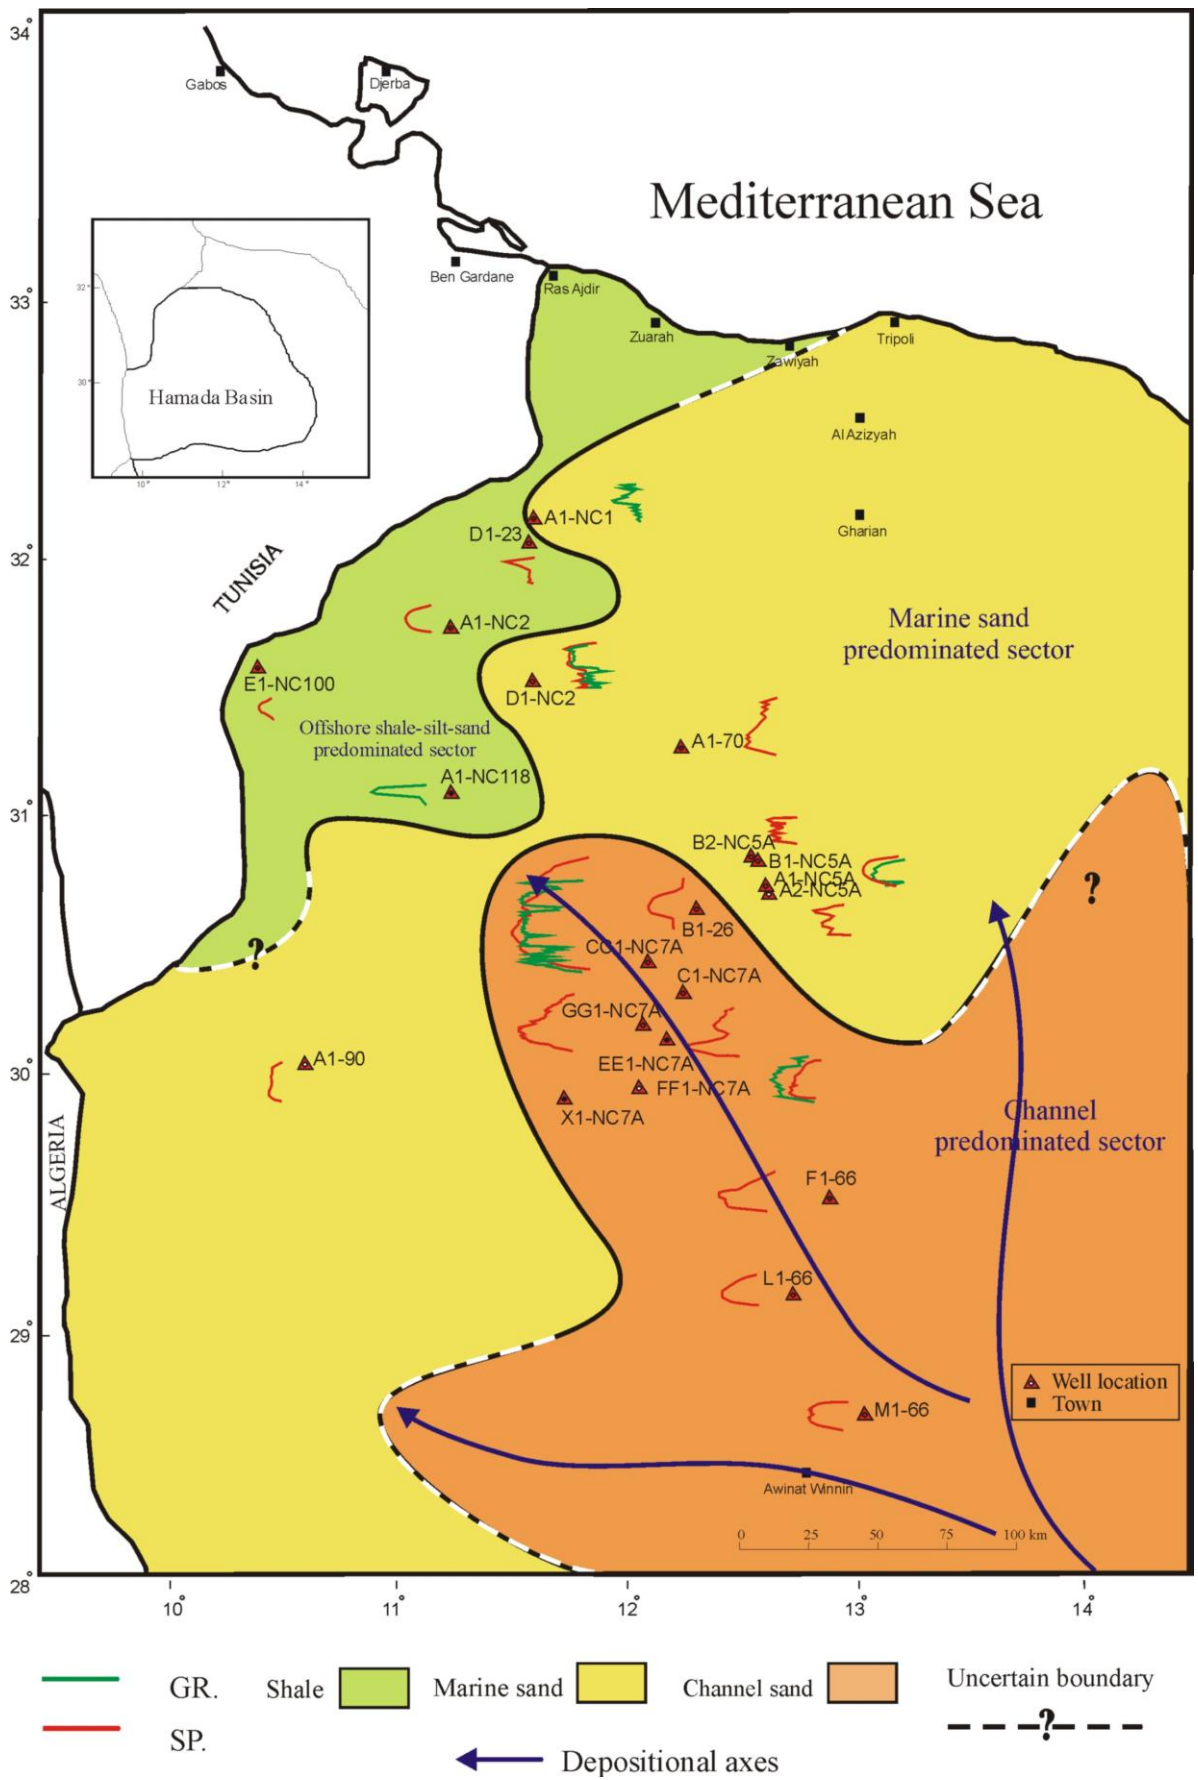 34°
Gabos
Djerba
Mediterranean Sea
Ben Gardane
Ras Ajdir
33°
Zuarah
Zawiyah
Tripoli
32°
30°
Hamada Basin
10°
12°
14°
Al Azizyah
Gharian
A1-NC1
D1-23
32°
TUNISIA
A1-NC2
Marine sand
predominated sector
E1-NC100
D1-NC2
Offshore shale-silt-sand
predominated sector
A1-70
A1-NC118
31°
B2-NC5A
B1-NC5A
A1-NC5A
A2-NC5A
?
B1-26
?
CC1-NC7A
C1-NC7A
GG1-NC7A
EE1-NC7A
30°
A1-90
FF1-NC7A
X1-NC7A
Channel
predominated sector
ALGERIA
F1-66
L1-66
29°
Well location
Town
M1-66
Awinat Winnin
0 25 50 75 100 km
28°
10° 11° 12° 13° 14°
GR.
Shale
Marine sand
Channel sand
Uncertain boundary
?
SP.
Depositional axes